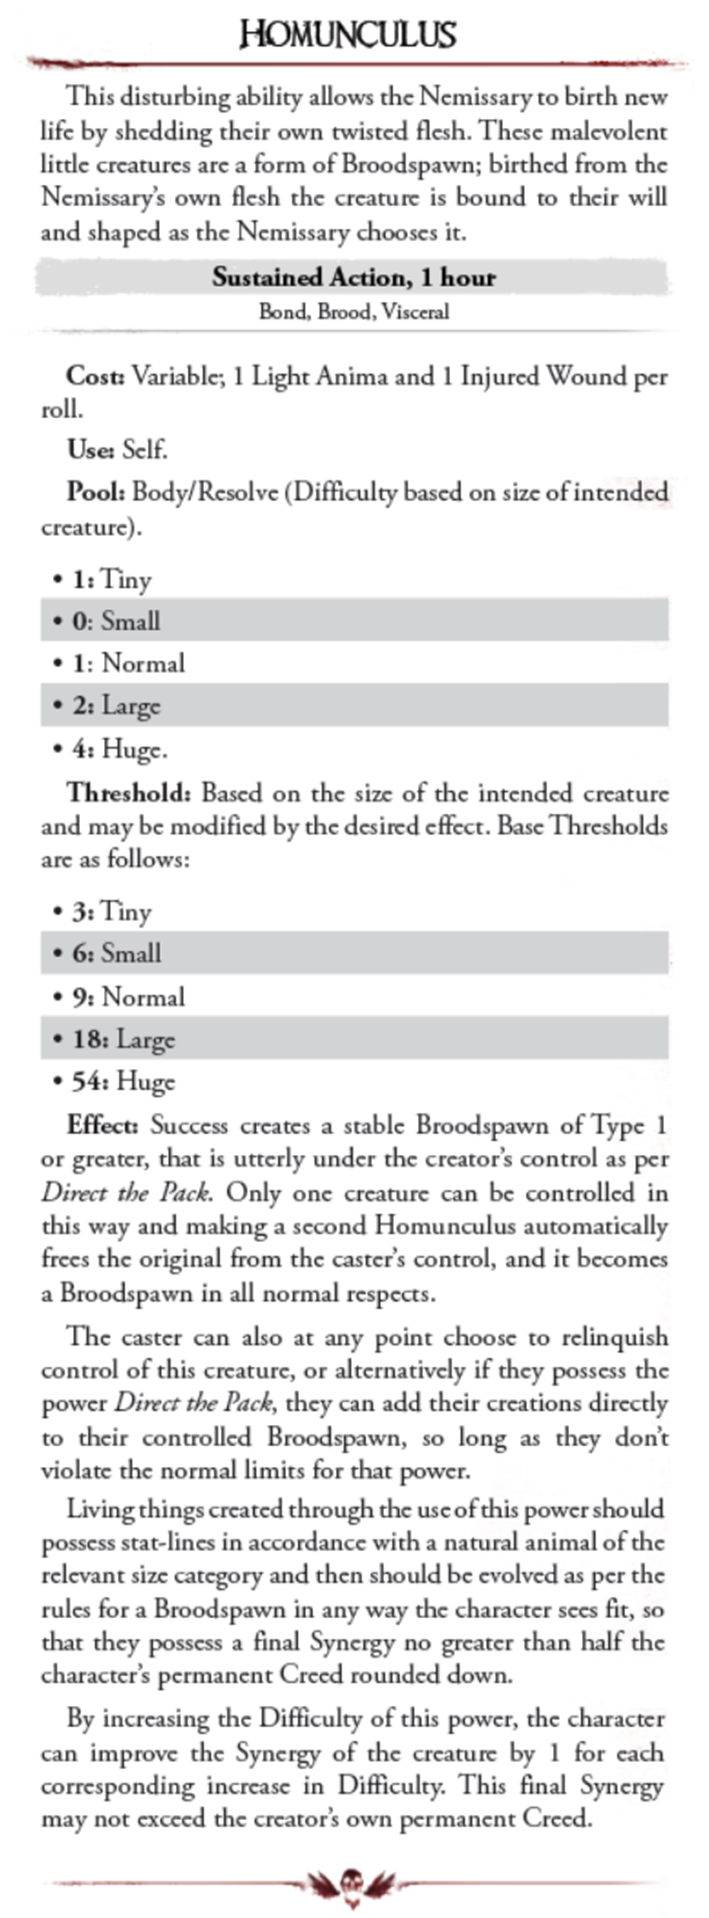 HOMUNCULUS
This disturbing ability allows the Nemissary to birth new
life by shedding their own twisted flesh. These malevolent
little creatures are a form of Broodspawn; birthed from the
Nemissary's own flesh the creature is bound to their will
and shaped as the Nemissary chooses it.
Sustained Action, 1 hour
Bond, Brood, Visceral
Cost: Variable; 1 Light Anima and 1 Injured Wound per
roll.
Use: Self.
Pool: Body/Resolve (Difficulty based on size of intended
creature).
• 1: Tiny
• 0: Small
• 1: Normal
• 2: Large
• 4: Huge.
Threshold: Based on the size of the intended creature
and may be modified by the desired effect. Base Thresholds
are as follows:
• 3: Tiny
• 6: Small
• 9: Normal
• 18: Large
• 54: Huge
Effect: Success creates a stable Broodspawn of Type 1
or greater, that is utterly under the creator's control as per
Direct the Pack. Only one creature can be controlled in
this way and making a second Homunculus automatically
frees the original from the caster's control, and it becomes
a Broodspawn in all normal respects.
The caster can also at any point choose to relinquish
control of this creature, or alternatively if they possess the
power Direct the Pack, they can add their creations directly
to their controlled Broodspawn, so long as they don't
violate the normal limits for that power.
Living things created through the use of this power should
possess stat-lines in accordance with a natural animal of the
relevant size category and then should be evolved as per the
rules for a Broodspawn in any way the character sees fit, so
that they possess a final Synergy no greater than half the
character's permanent Creed rounded down.
By increasing the Difficulty of this power, the character
can improve the Synergy of the creature by 1 for each
corresponding increase in Difficulty. This final Synergy
may not exceed the creator's own permanent Creed.